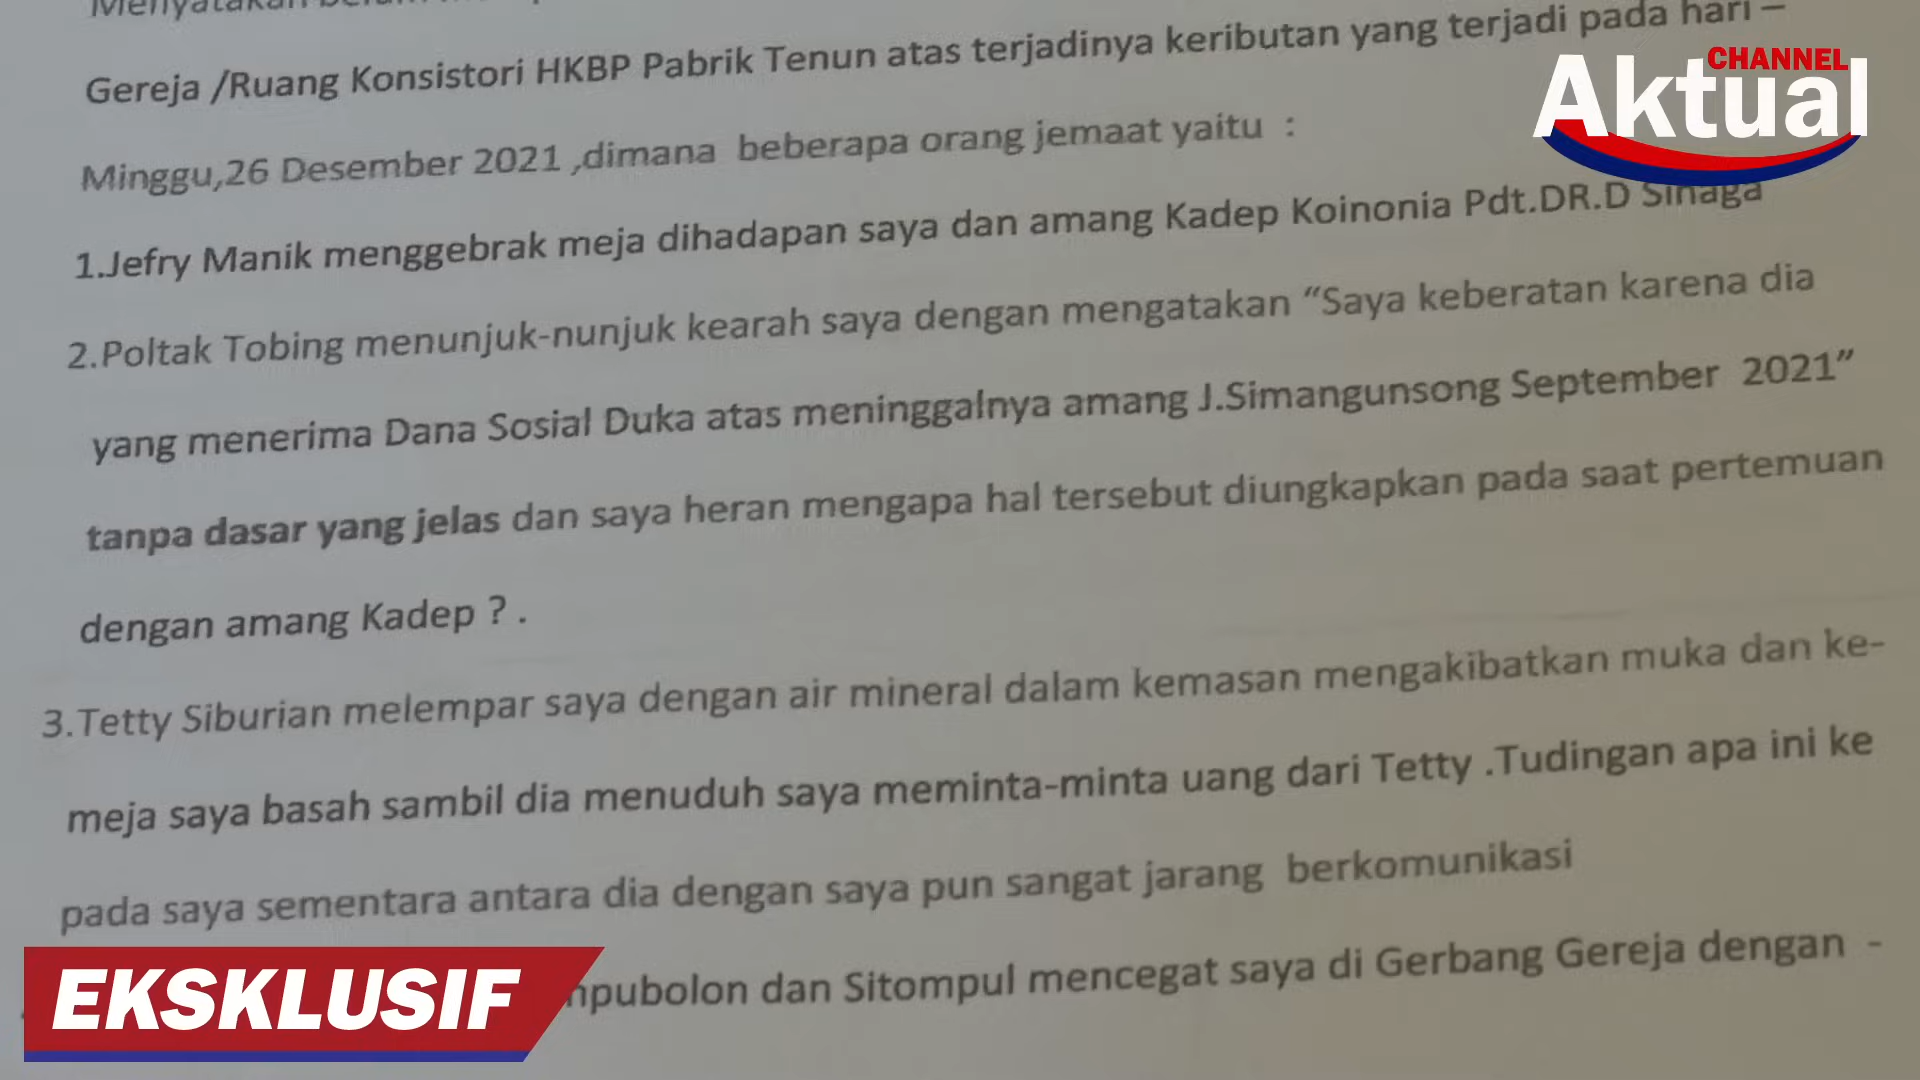 Menyatakan
Gereja /Ruang Konsistori HKBP Pabrik Tenun atas terjadinya keributan yang terjadi pada hari –
CHANNEL
Aktual
Minggu,26 Desember 2021 ,dimana beberapa orang jemaat yaitu :
1.Jefry Manik menggebrak meja dihadapan saya dan amang Kadep Koinonia Pdt.DR.D Sinaga
2.Poltak Tobing menunjuk-nunjuk kearah saya dengan mengatakan “Saya keberatan karena dia
yang menerima Dana Sosial Duka atas meninggalnya amang J.Simangunsong September 2021”
tanpa dasar yang jelas dan saya heran mengapa hal tersebut diungkapkan pada saat pertemuan
dengan amang Kadep ? .
3.Tetty Siburian melempar saya dengan air mineral dalam kemasan mengakibatkan muka dan ke-
meja saya basah sambil dia menuduh saya meminta-minta uang dari Tetty .Tudingan apa ini ke
pada saya sementara antara dia dengan saya pun sangat jarang berkomunikasi
mpubolon dan Sitompul mencegat saya di Gerbang Gereja dengan -
EKSKLUSIF